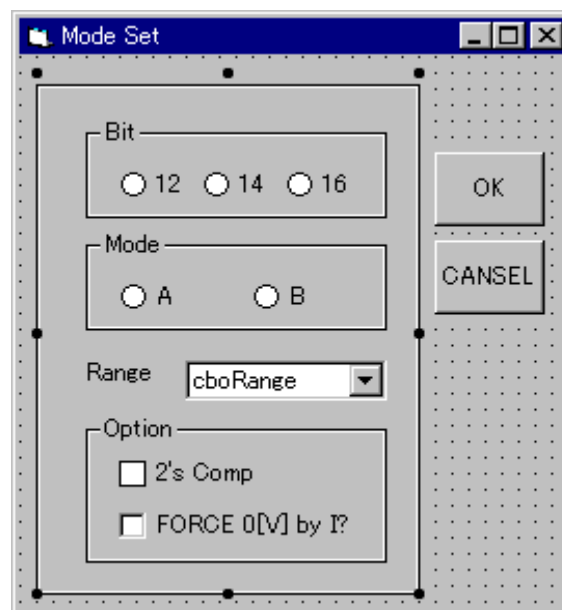 Mode Set
Bit
12 14 16
OK
Mode
A B
CANSEL
Range cboRange
Option
2's Comp
FORCE 0[V] by I?